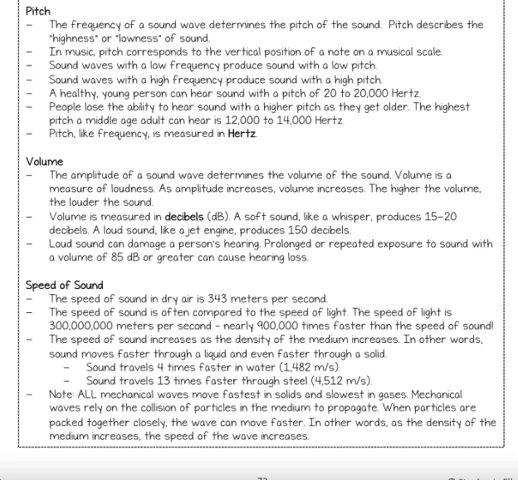 Pitch
– The frequency of a sound wave determines the pitch of the sound. Pitch describes the
"highness" or "lowness" of sound.
– In music, pitch corresponds to the vertical position of a note on a musical scale.
– Sound waves with a low frequency produce sound with a low pitch.
– Sound waves with a high frequency produce sound with a high pitch.
– A healthy, young person can hear sound with a pitch of 20 to 20,000 Hertz.
– People lose the ability to hear sound with a higher pitch as they get older. The highest
pitch a middle age adult can hear is 12,000 to 14,000 Hertz.
– Pitch, like frequency, is measured in Hertz.
Volume
– The amplitude of a sound wave determines the volume of the sound. Volume is a
measure of loudness. As amplitude increases, volume increases. The higher the volume,
the louder the sound.
– Volume is measured in decibels (dB). A soft sound, like a whisper, produces 15–20
decibels. A loud sound, like a jet engine, produces 150 decibels.
– Loud sound can damage a person's hearing. Prolonged or repeated exposure to sound with
a volume of 85 dB or greater can cause hearing loss.
Speed of Sound
– The speed of sound in dry air is 343 meters per second.
– The speed of sound is often compared to the speed of light. The speed of light is
300,000,000 meters per second – nearly 900,000 times faster than the speed of sound!
– The speed of sound increases as the density of the medium increases. In other words,
sound moves faster through a liquid and even faster through a solid.
– Sound travels 4 times faster in water (1,482 m/s).
– Sound travels 13 times faster through steel (4,512 m/s).
– Note: ALL mechanical waves move fastest in solids and slowest in gases. Mechanical
waves rely on the collision of particles in the medium to propagate. When particles are
packed together closely, the wave can move faster. In other words, as the density of the
medium increases, the speed of the wave increases.